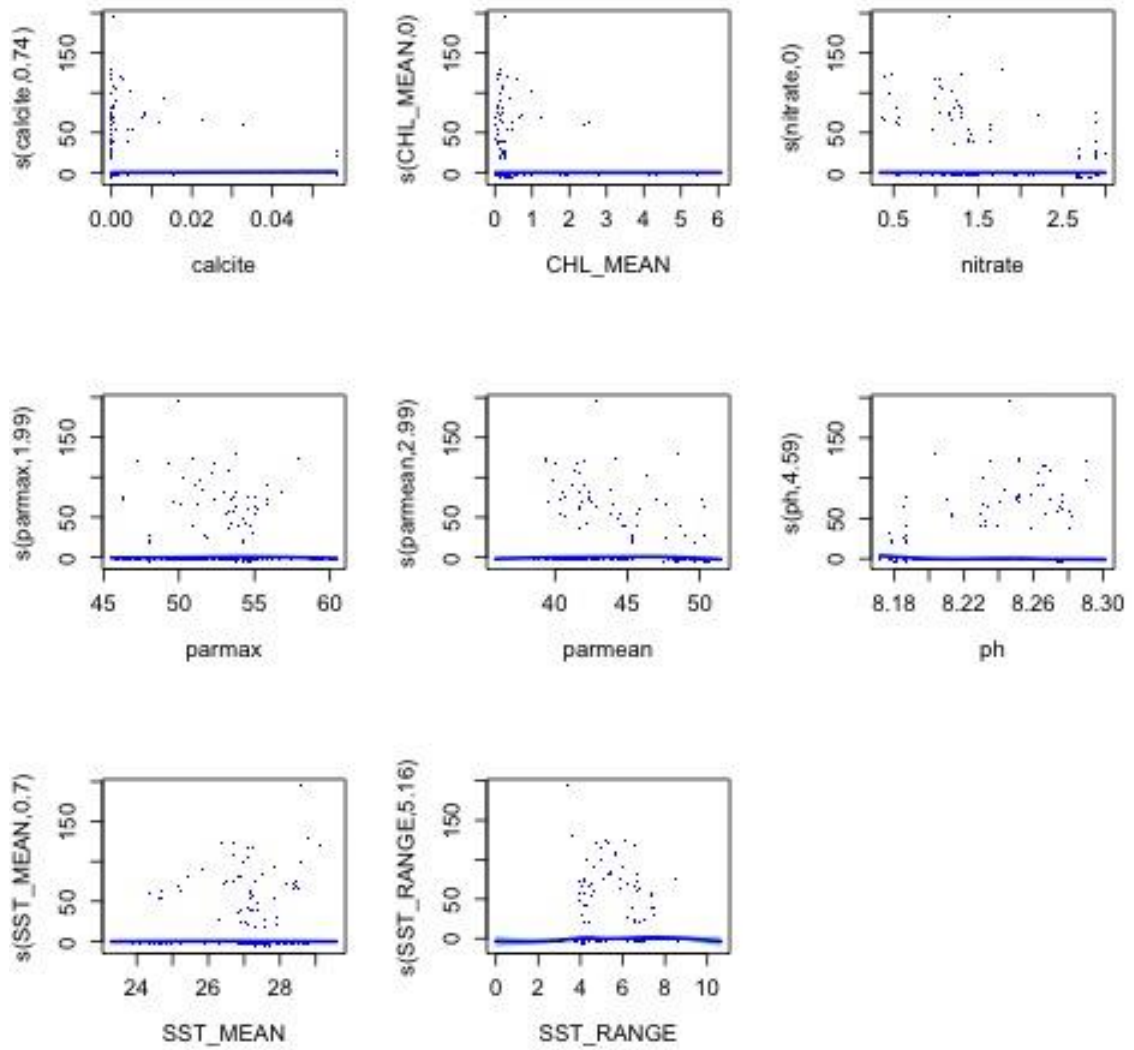 s(calcite,0.74)
0 50 150
0.00 0.02 0.04
calcite
s(CHL_MEAN,0)
0 50 150
0 1 2 3 4 5 6
CHL_MEAN
s(nitrate,0)
0 50 150
0.5 1.5 2.5
nitrate
s(parmax,1.99)
0 50 150
45 50 55 60
parmax
s(parmean,2.99)
0 50 150
40 45 50
parmean
s(ph,4.59)
0 50 150
8.18 8.22 8.26 8.30
ph
s(SST_MEAN,0.7)
0 50 150
24 26 28
SST_MEAN
s(SST_RANGE,5.16)
0 50 150
0 2 4 6 8 10
SST_RANGE